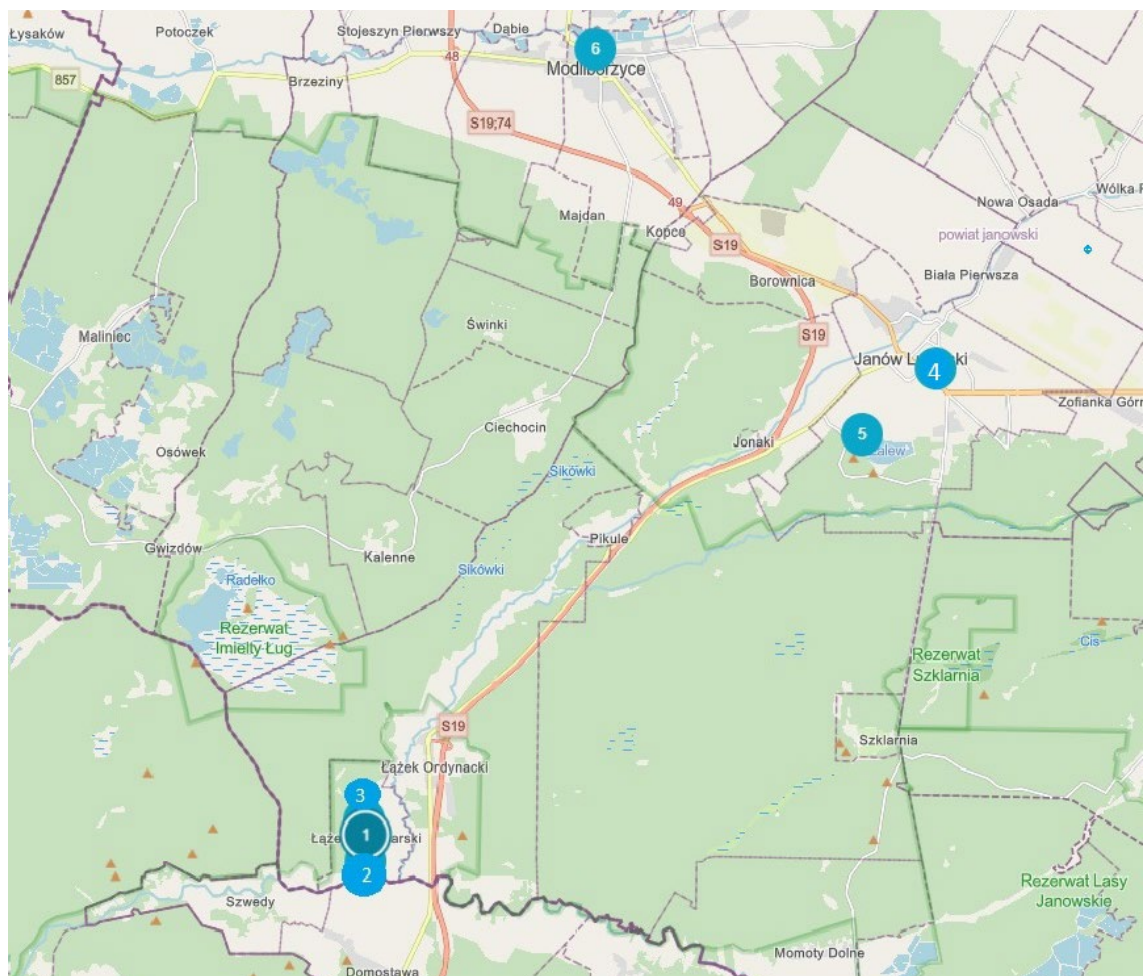 Łysaków
Potoczek
Stojeszyn Pierwszy
Dąbie
6
Modliborzyce
48
857
Brzeziny
S19;74
Majdan
49
Kopce
S19
Nowa Osada
Wólka
powiat janowski
Biała Pierwsza
Borownica
Maliniec
Świnki
S19
Janów
4
Zofianka Górn
Ciechocin
5
Jonaki
Osówek
Sikówki
Gwizdów
Kalenne
Pikule
Sikówki
Radełko
Rezerwat
Imielty Ług
Cis
Rezerwat
Szklarnia
S19
Szklarnia
Łążek Ordynacki
3
1
2
Szwedy
Rezerwat Lasy
Janowskie
Momoty Dolne
Domostawa